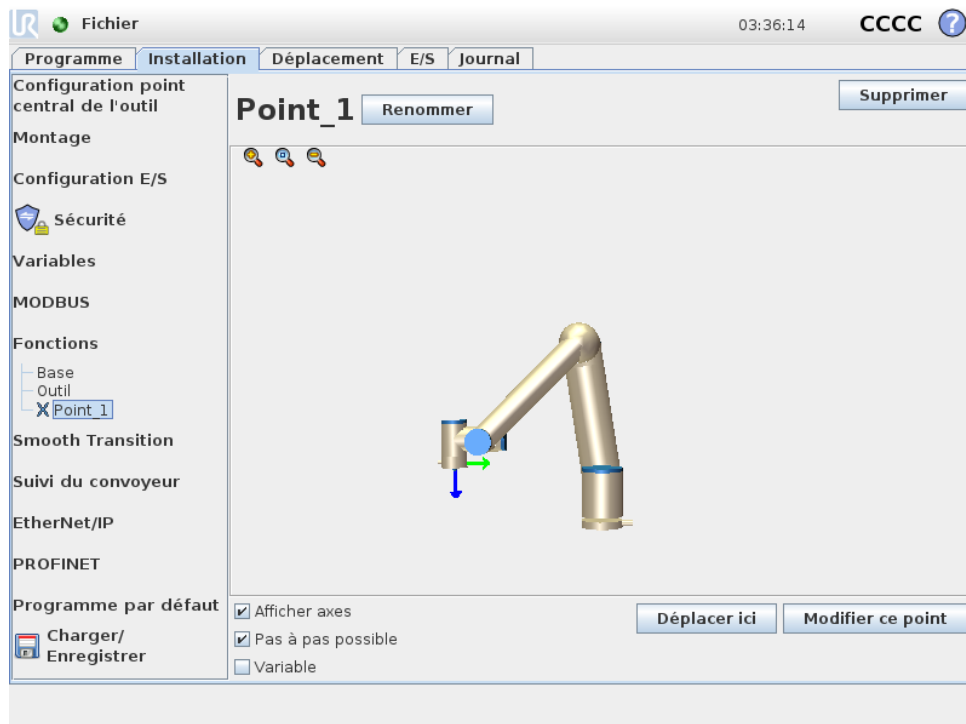 UR Fichier 03:36:14 CCCC ?
Programme Installation Déplacement E/S Journal
Configuration point
central de l'outil
Montage
Configuration E/S
Sécurité
Variables
MODBUS
Fonctions
Base
Outil
Point_1
Smooth Transition
Suivi du convoyeur
EtherNet/IP
PROFINET
Programme par défaut
Charger/
Enregistrer
Point_1 Renommer Supprimer
Afficher axes
Pas à pas possible
Variable
Déplacer ici Modifier ce point